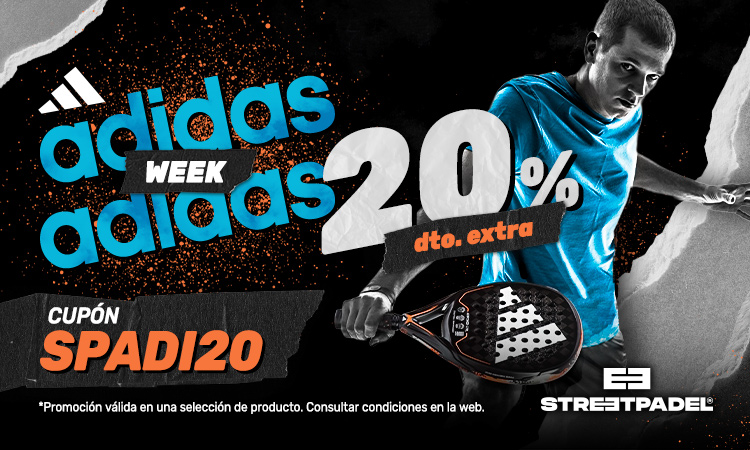 adidas
WEEK
adidas
20%
dto. extra
CUPÓN
SPADI20
*Promoción válida en una selección de producto. Consultar condiciones en la web.
STREETPADEL®